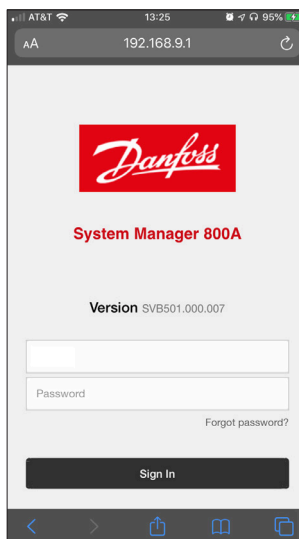 AT&T 13:25 95%
AA 192.168.9.1
Danfoss
System Manager 800A
Version SVB501.000.007
Password
Forgot password?
Sign In